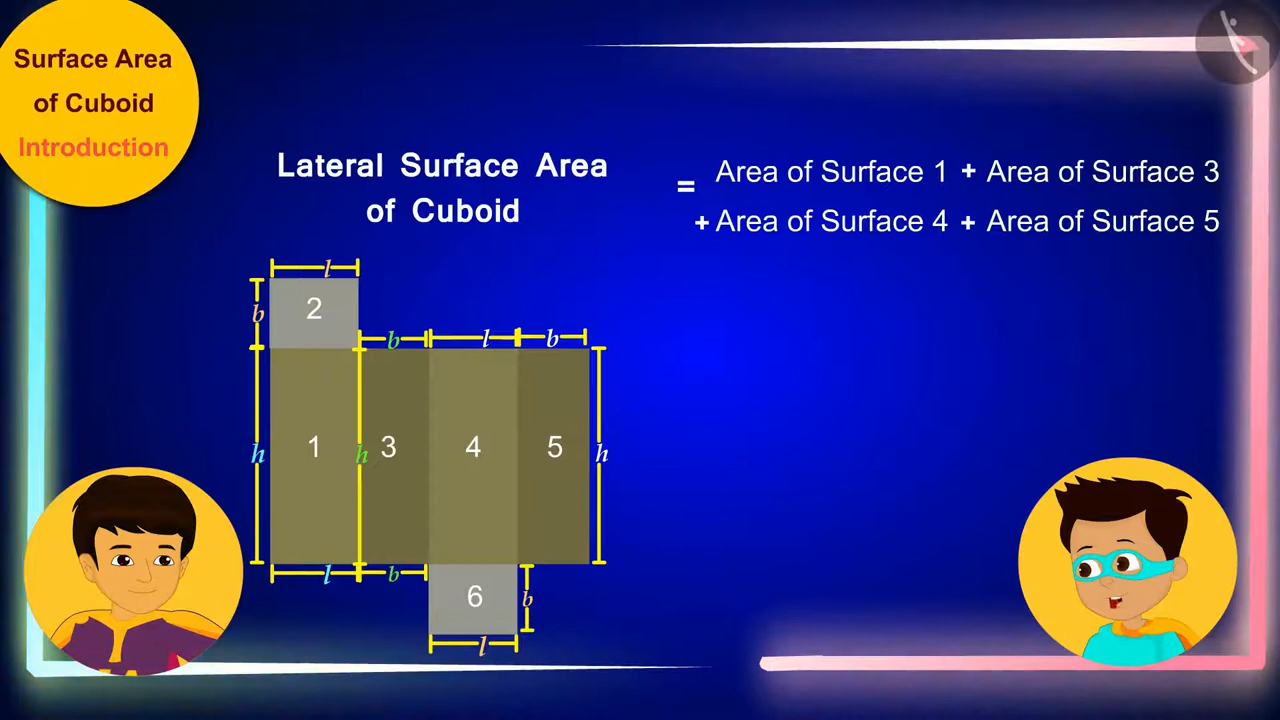 Surface Area
of Cuboid
Introduction
Lateral Surface Area
of Cuboid
= Area of Surface 1 + Area of Surface 3
+ Area of Surface 4 + Area of Surface 5
l
b
2
b l b
h 1 h 3 4 5 h
l b
6 b
l